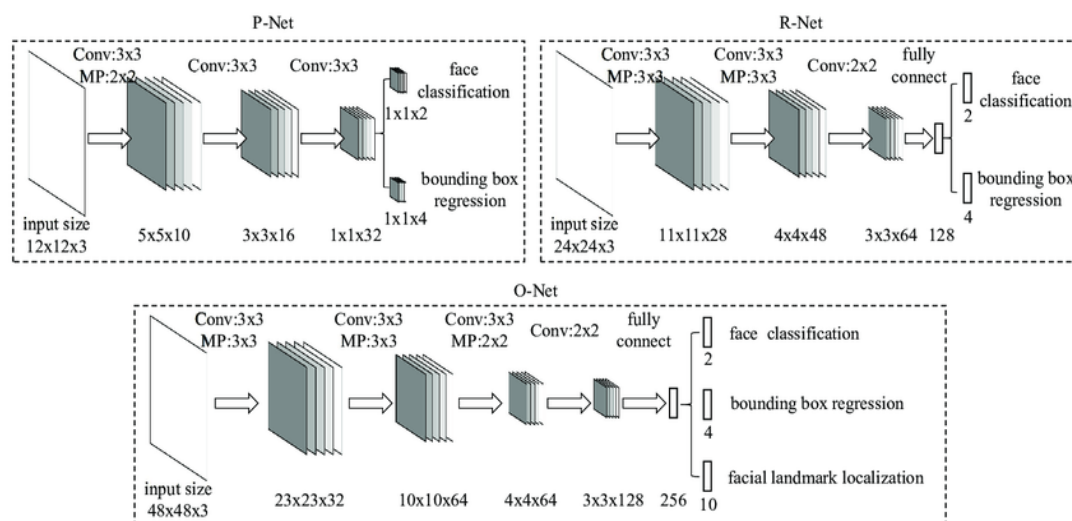 P-Net
Conv:3x3
MP:2x2
Conv:3x3
Conv:3x3
face
classification
1x1x2
bounding box
regression
1x1x4
input size
12x12x3
5x5x10
3x3x16
1x1x32
R-Net
Conv:3x3
MP:3x3
Conv:3x3
MP:3x3
Conv:2x2
fully
connect
face
classification
2
bounding box
regression
4
input size
24x24x3
11x11x28
4x4x48
3x3x64
128
O-Net
Conv:3x3
MP:3x3
Conv:3x3
MP:3x3
Conv:3x3
MP:2x2
Conv:2x2
fully
connect
face classification
2
bounding box regression
4
facial landmark localization
10
input size
48x48x3
23x23x32
10x10x64
4x4x64
3x3x128
256